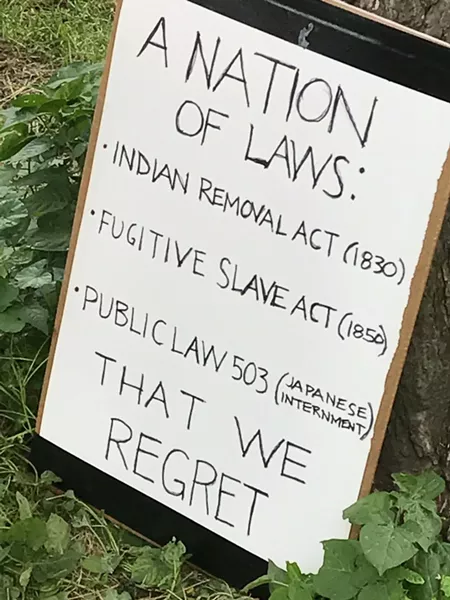 A NATION
OF LAWS:
· INDIAN REMOVAL ACT (1830)
· FUGITIVE SLAVE ACT (1850)
· PUBLIC LAW 503 (JAPANESE
INTERNMENT)
THAT WE
REGRET